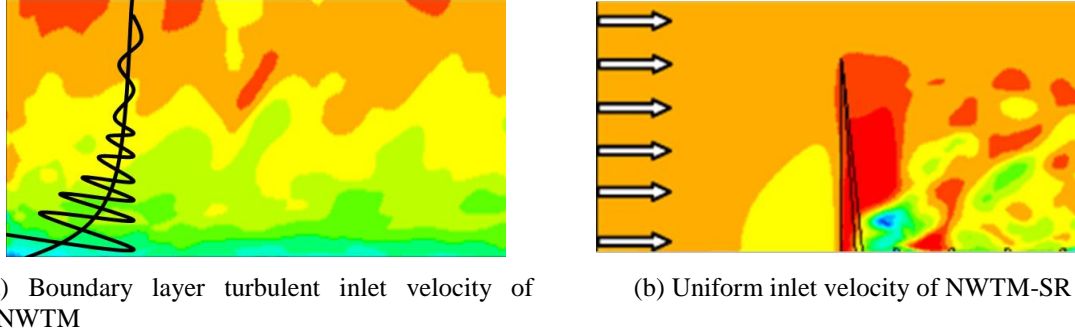 ) Boundary layer turbulent inlet velocity of
NWTM
(b) Uniform inlet velocity of NWTM-SR